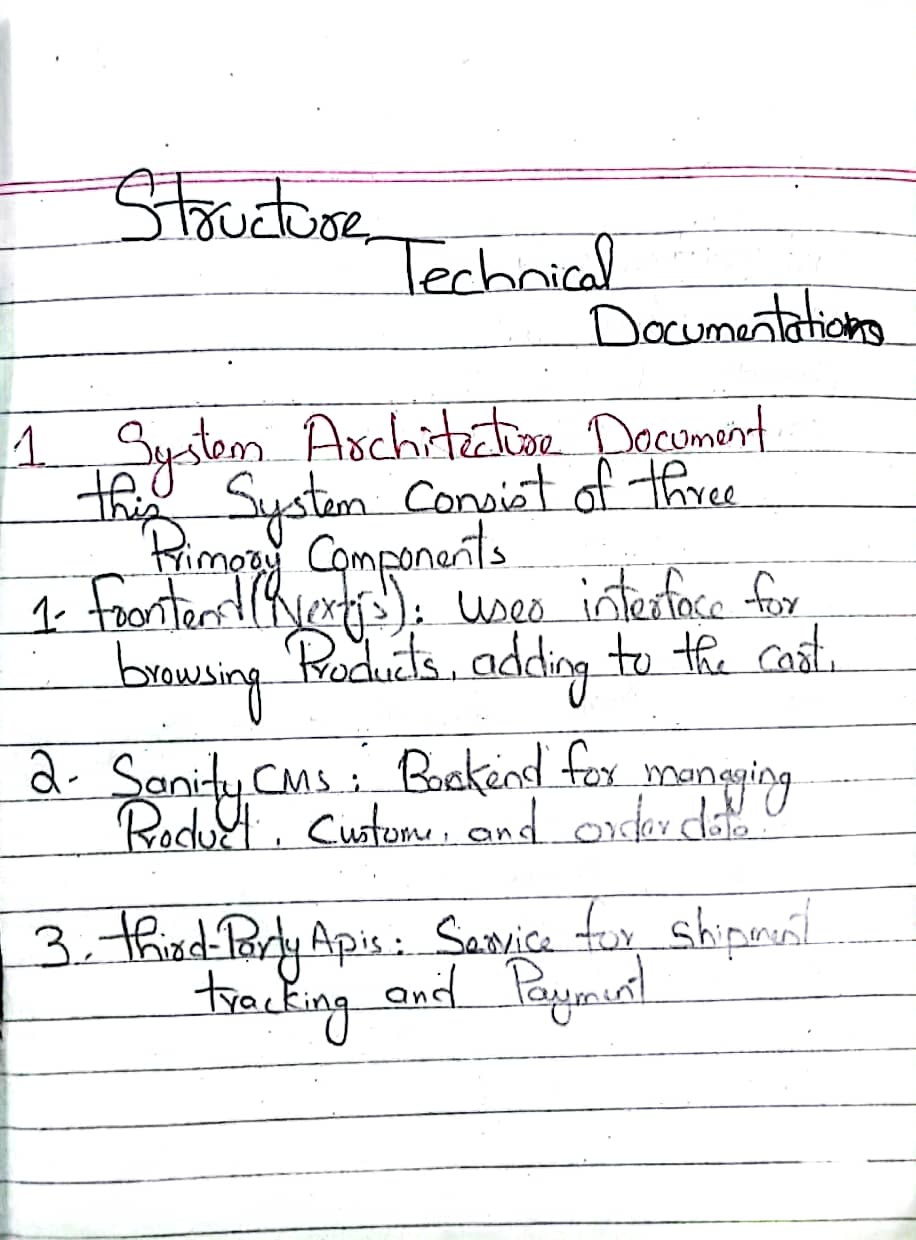 Structure
Technical
Documentations
1 System Architecture Document
this System Consist of three
Primary Components
1- Frontend (Nextjs): user interface for
browsing Products, adding to the cart.
2- Sanity CMS: Backend for managing
Product, Custome, and order data.
3. third-Party Apis: Service for shipment
tracking and Payment